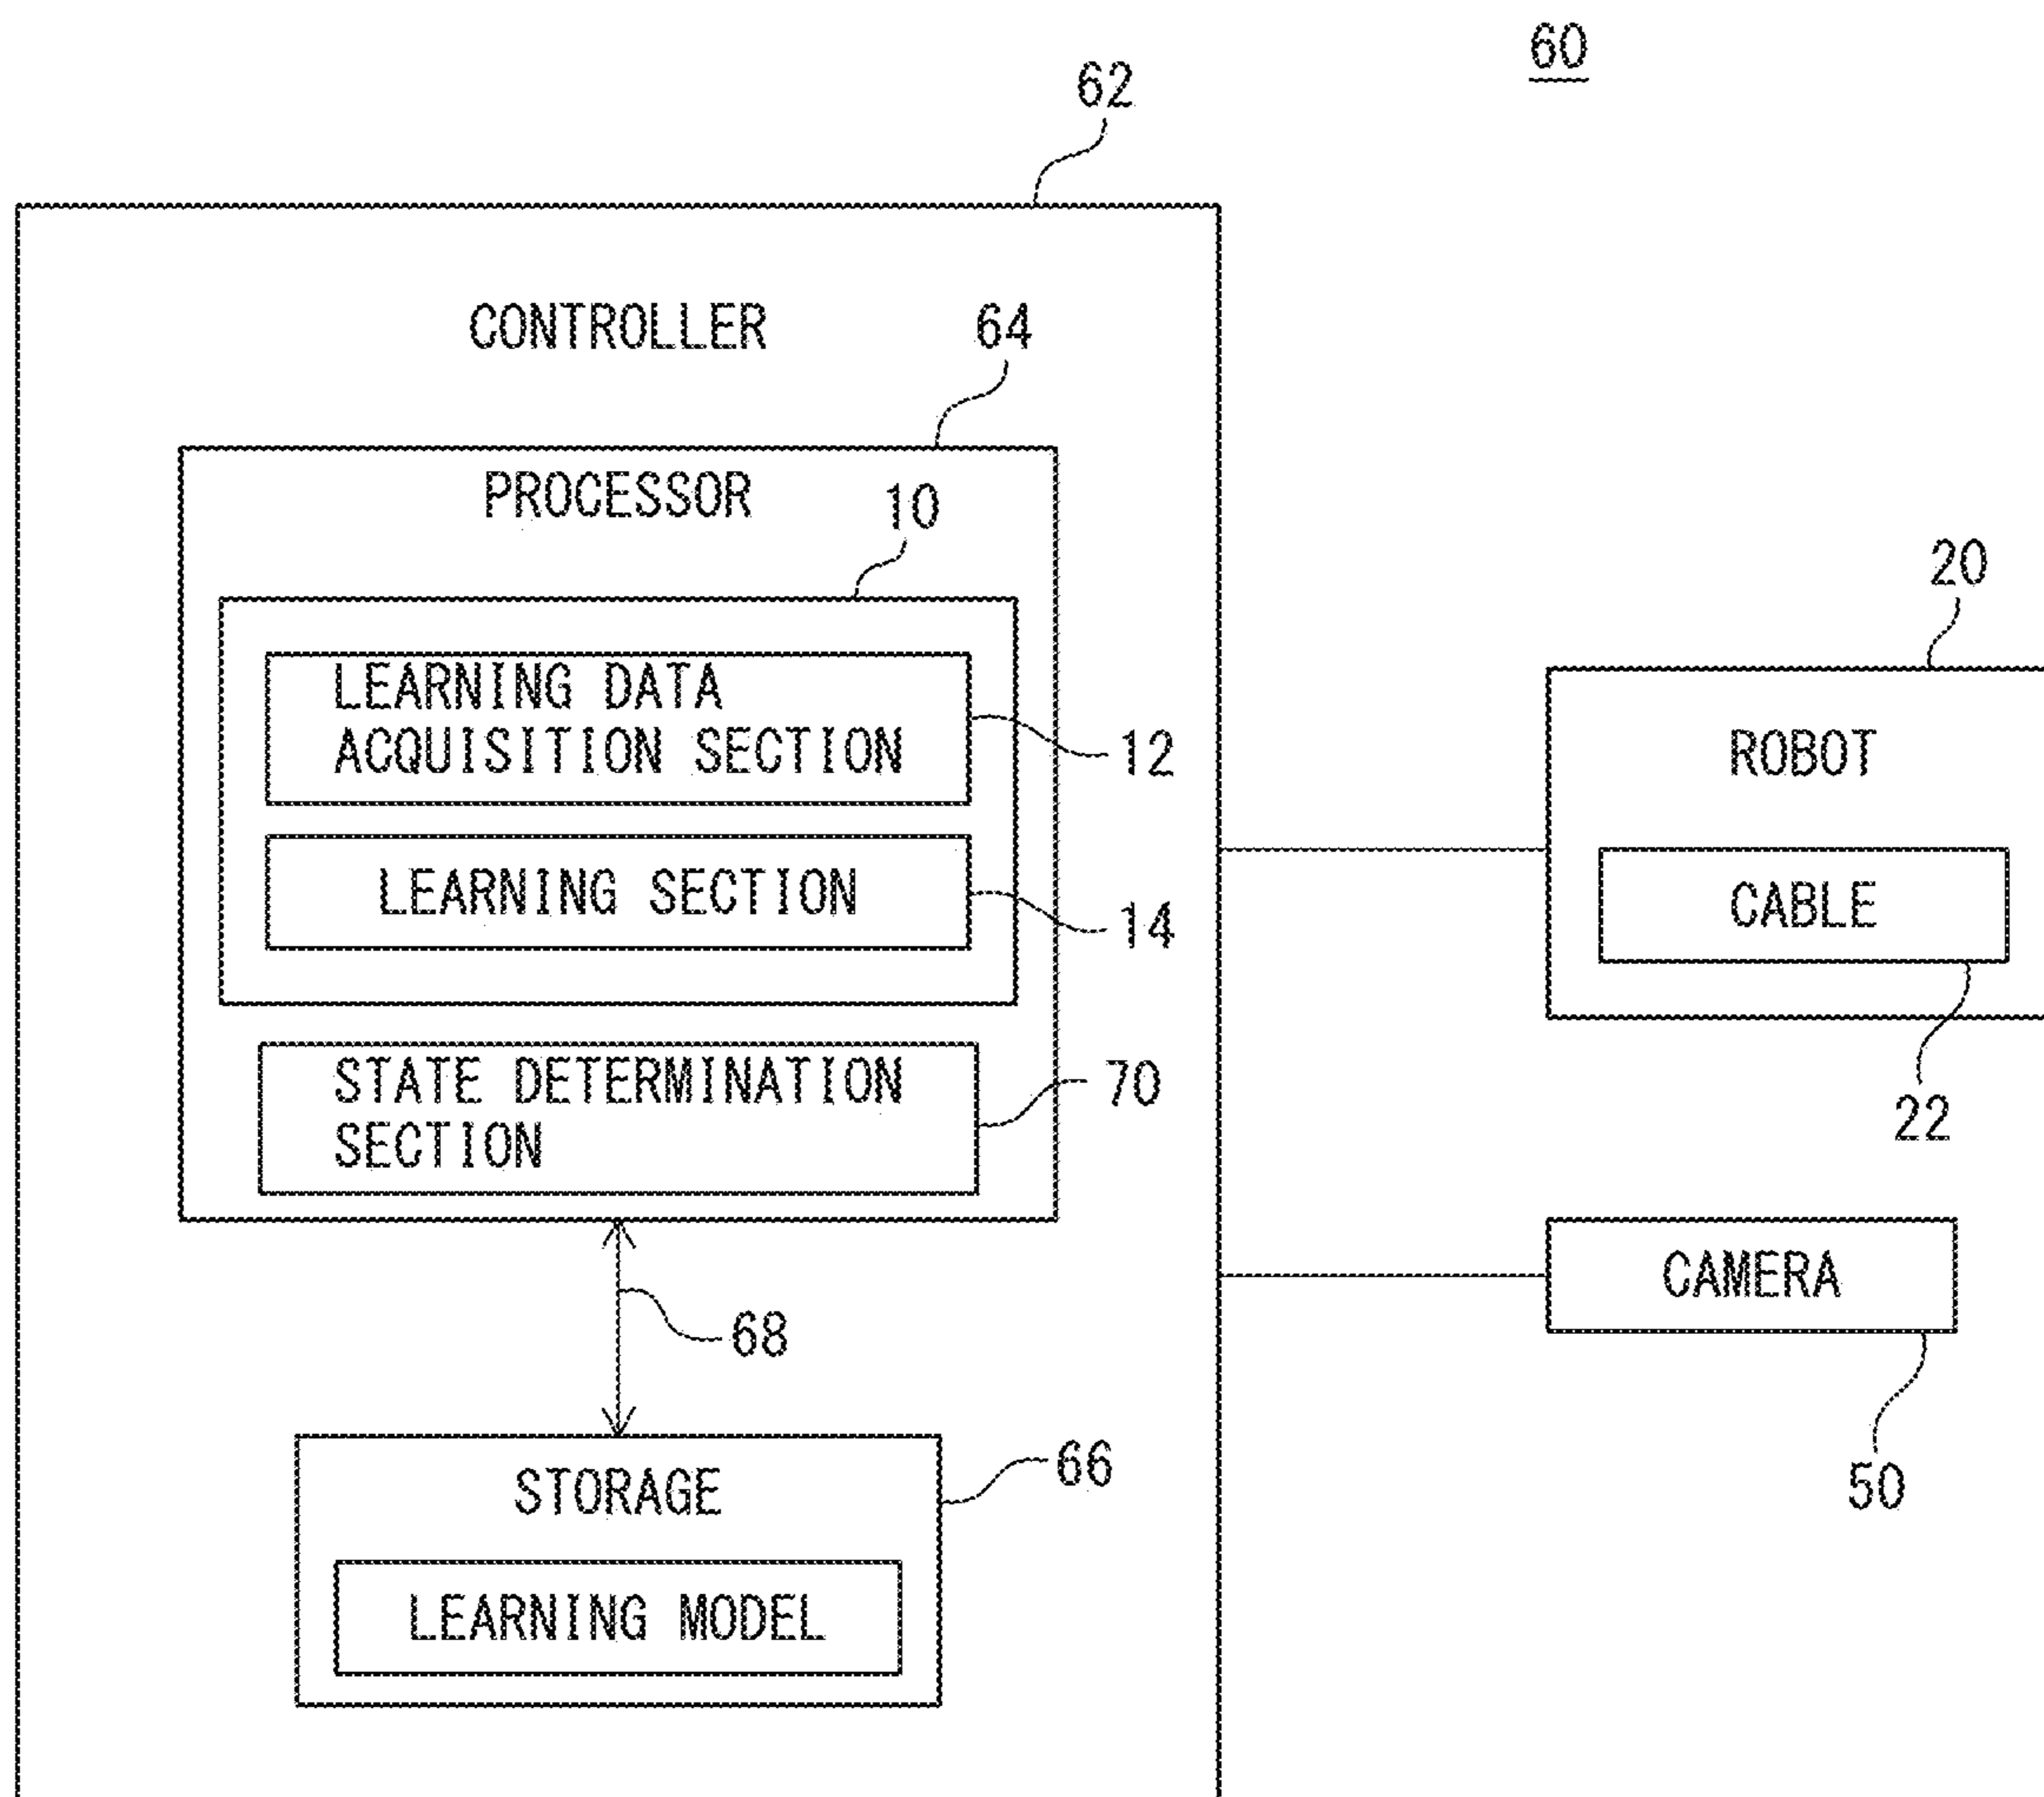 60
62
CONTROLLER
64
PROCESSOR
10
LEARNING DATA
ACQUISITION SECTION
12
LEARNING SECTION
14
STATE DETERMINATION
SECTION
70
68
STORAGE
66
LEARNING MODEL
20
ROBOT
CABLE
22
CAMERA
50